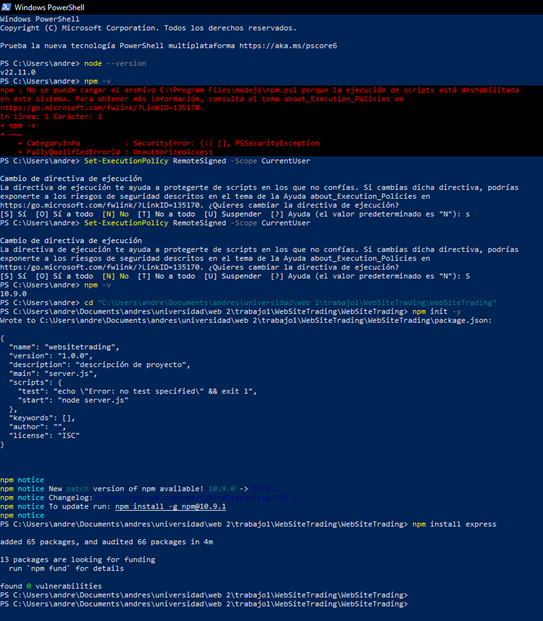 Windows PowerShell
Windows PowerShell
Copyright (C) Microsoft Corporation. Todos los derechos reservados.
Prueba la nueva tecnología PowerShell multiplataforma https://aka.ms/pscore6
PS C:\Users\andre> node --version
v22.11.0
PS C:\Users\andre> npm -v
npm : No se puede cargar el archivo C:\Program Files\nodejs\npm.ps1 porque la ejecución de scripts está deshabilitada
en este sistema. Para obtener más información, consulta el tema about_Execution_Policies en
https:/go.microsoft.com/fwlink/?LinkID=135170.
En línea: 1 Carácter: 1
+ npm -v
+ ~~~
+ CategoryInfo : SecurityError: (:) [], PSSecurityException
+ FullyQualifiedErrorId : UnauthorizedAccess
PS C:\Users\andre> Set-ExecutionPolicy RemoteSigned -Scope CurrentUser
Cambio de directiva de ejecución
La directiva de ejecución te ayuda a protegerte de scripts en los que no confías. Si cambias dicha directiva, podrías
exponerte a los riesgos de seguridad descritos en el tema de la Ayuda about_Execution_Policies en
https:/go.microsoft.com/fwlink/?LinkID=135170. ¿Quieres cambiar la directiva de ejecución?
[S] Sí  [O] Sí a todo  [N] No  [T] No a todo  [U] Suspender  [?] Ayuda (el valor predeterminado es "N"): s
PS C:\Users\andre> Set-ExecutionPolicy RemoteSigned -Scope CurrentUser
Cambio de directiva de ejecución
La directiva de ejecución te ayuda a protegerte de scripts en los que no confías. Si cambias dicha directiva, podrías
exponerte a los riesgos de seguridad descritos en el tema de la Ayuda about_Execution_Policies en
https:/go.microsoft.com/fwlink/?LinkID=135170. ¿Quieres cambiar la directiva de ejecución?
[S] Sí  [O] Sí a todo  [N] No  [T] No a todo  [U] Suspender  [?] Ayuda (el valor predeterminado es "N"): S
PS C:\Users\andre> npm -v
10.9.0
PS C:\Users\andre> cd "C:\Users\andre\Documents\andres\universidad\web 2\trabajo1\WebSiteTrading\WebSiteTrading"
PS C:\Users\andre\Documents\andres\universidad\web 2\trabajo1\WebSiteTrading\WebSiteTrading> npm init -y
Wrote to C:\Users\andre\Documents\andres\universidad\web 2\trabajo1\WebSiteTrading\WebSiteTrading\package.json:
{
"name": "websitetrading",
"version": "1.0.0",
"description": "descripción de proyecto",
"main": "server.js",
"scripts": {
"test": "echo \"Error: no test specified\" && exit 1",
"start": "node server.js"
},
"keywords": [],
"author": "",
"license": "ISC"
}
npm notice
npm notice New patch version of npm available! 10.9.0 -> 10.9.1
npm notice Changelog: https://github.com/npm/cli/releases/tag/v10.9.1
npm notice To update run: npm install -g npm@10.9.1
npm notice
PS C:\Users\andre\Documents\andres\universidad\web 2\trabajo1\WebSiteTrading\WebSiteTrading> npm install express
added 65 packages, and audited 66 packages in 4m
13 packages are looking for funding
run `npm fund` for details
found 0 vulnerabilities
PS C:\Users\andre\Documents\andres\universidad\web 2\trabajo1\WebSiteTrading\WebSiteTrading>
PS C:\Users\andre\Documents\andres\universidad\web 2\trabajo1\WebSiteTrading\WebSiteTrading>